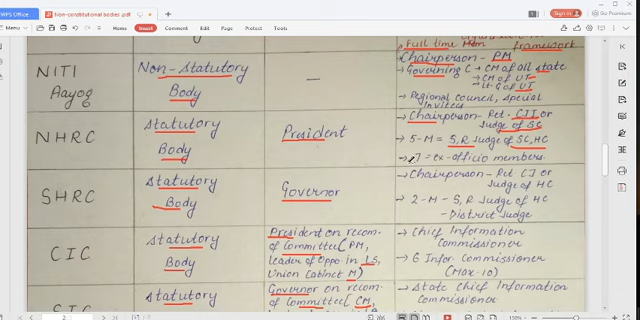 WPS Office
Non-constitutional bodies .pdf
Sign in
Menu
Home
Insert
Comment
Edit
Page
Protect
Tools
Full time Mem framework
NITI
Aayog
Non-Statutory
Body
—
Chairperson - PM
Governing C → CM of all state
→ CM of UT
→ Lt. G of UT
Regional council, special
Invitees
NHRC
Statutory
Body
President
→ Chairperson - Ret. CJI or
Judge of SC
→ 5-M = S, R Judge of SC, HC
→ 7 = ex-officio members.
SHRC
Statutory
Body
Governor
→ Chairperson - Ret CJ or
Judge of HC
→ 2-M - S, R Judge of HC
- District Judge
CIC
Statutory
Body
President on recom.
of Committee (PM,
leader of Oppo in LS,
Union Cabinet M)
→ Chief Information
Commissioner
→ 6 Infor. Commissioner
(Max-10)
Statutory
Governor on recom
of Committee (CM,
→ State Chief Information
Commissioner
2
150%